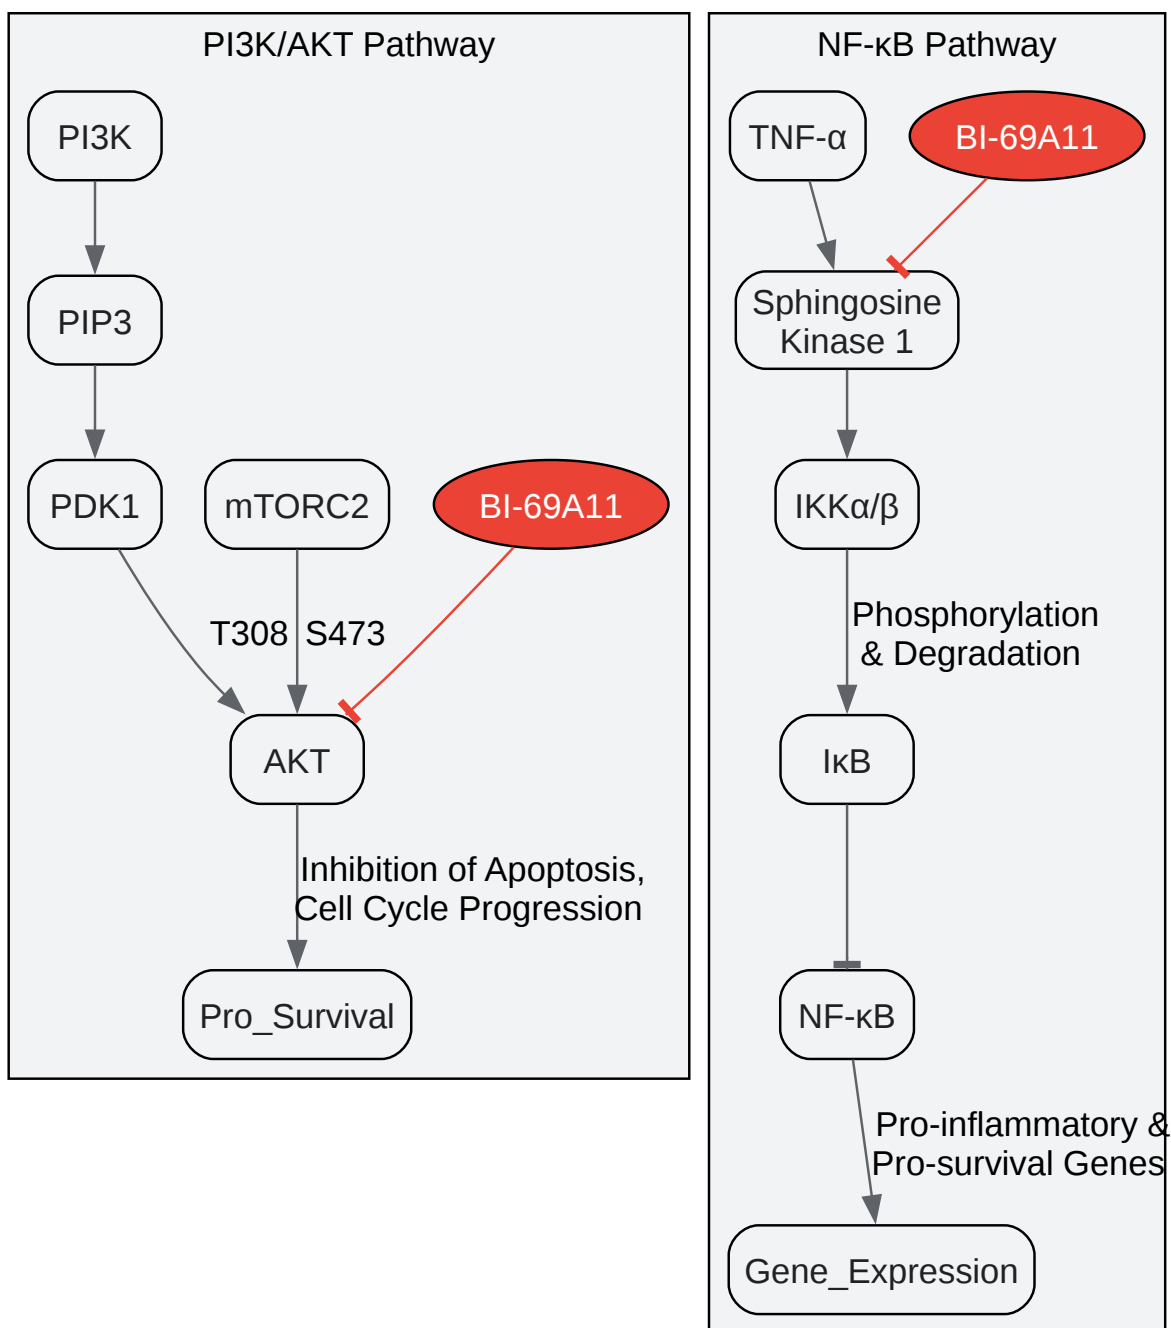 PI3K/AKT Pathway
PI3K
PIP3
PDK1
mTORC2
BI-69A11
T308
S473
AKT
Inhibition of Apoptosis,
Cell Cycle Progression
Pro_Survival
NF-κB Pathway
TNF-α
BI-69A11
Sphingosine
Kinase 1
IKKα/β
Phosphorylation
& Degradation
IκB
NF-κB
Pro-inflammatory &
Pro-survival Genes
Gene_Expression